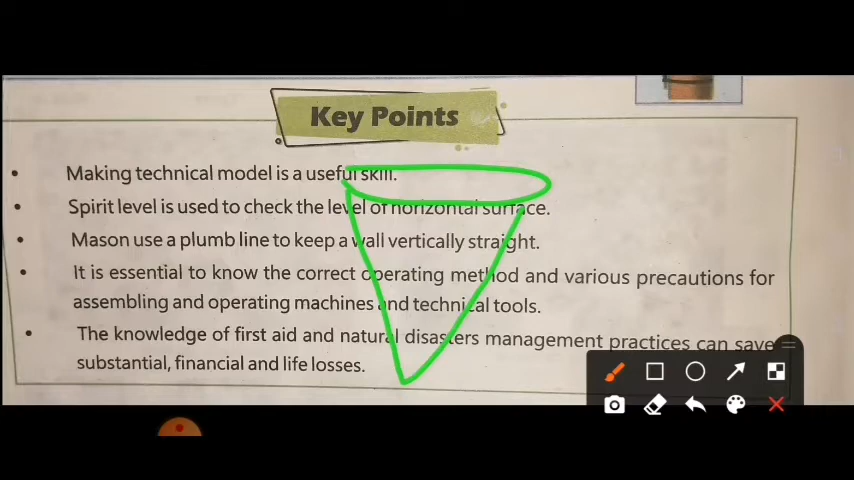 Key Points
• Making technical model is a useful skill.
• Spirit level is used to check the level of horizontal surface.
• Mason use a plumb line to keep a wall vertically straight.
• It is essential to know the correct operating method and various precautions for
assembling and operating machines and technical tools.
• The knowledge of first aid and natural disasters management practices can save
substantial, financial and life losses.